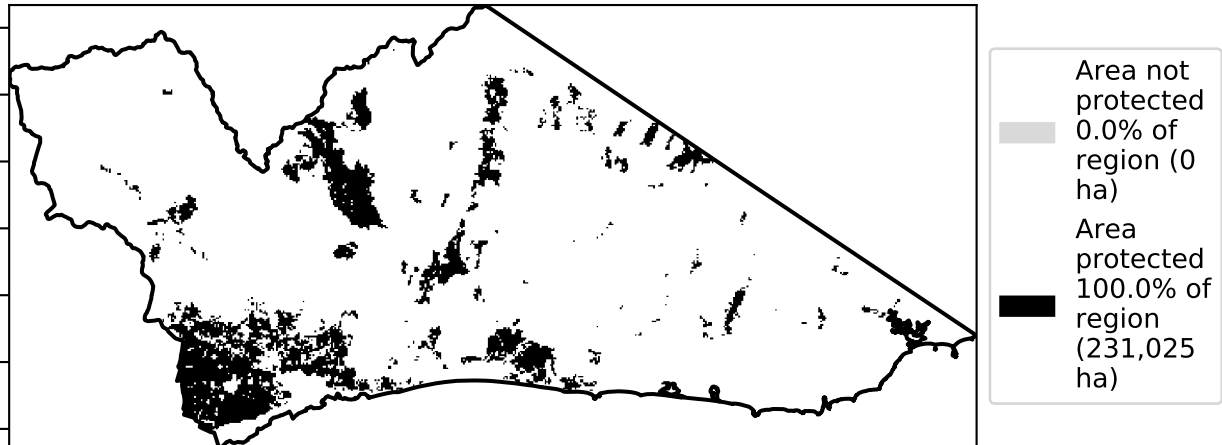 Area not
protected
0.0% of
region (0
ha)
Area
protected
100.0% of
region
(231,025
ha)